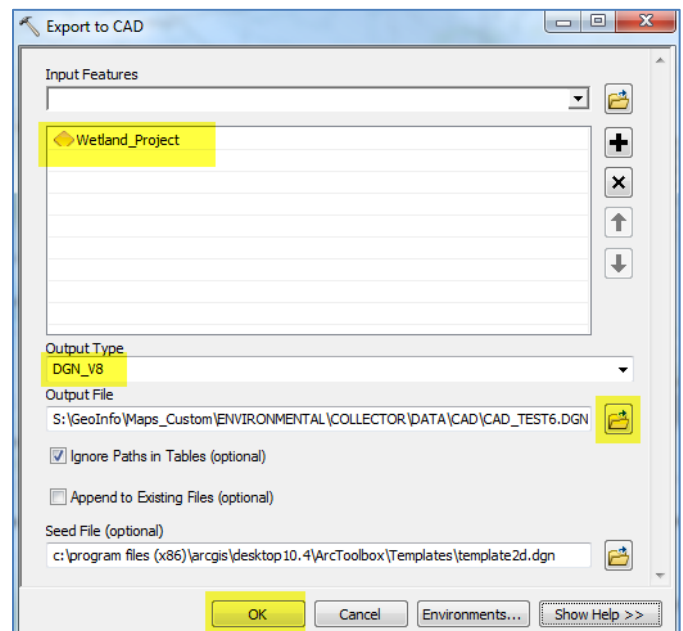 Export to CAD
Input Features
Wetland_Project
Output Type
DGN_V8
Output File
S:\GeoInfo\Maps_Custom\ENVIRONMENTAL\COLLECTOR\DATA\CAD\CAD_TEST6.DGN
Ignore Paths in Tables (optional)
Append to Existing Files (optional)
Seed File (optional)
c:\program files (x86)\arcgis\desktop10.4\ArcToolbox\Templates\template2d.dgn
OK Cancel Environments... Show Help >>